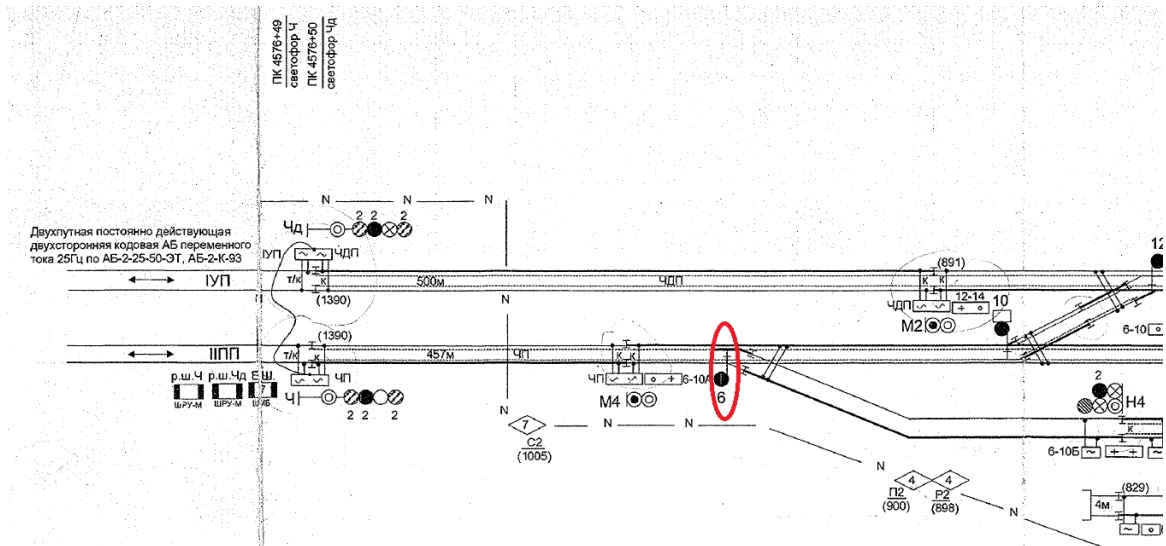 ПК 4576+49
светофор Ч
ПК 4576+50
светофор Чд
N N N
Чд 2 2 2
Двухпутная постоянно действующая
двухсторонняя кодовая АБ переменного
тока 25Гц по АБ-2-25-50-ЭТ, АБ-2-К-93
IУП ЧДП
12
IУП т/к К 500м ЧДП К К (891)
(1390)
N
ЧДП 12-14 10
М2
6-10
(1390)
IIПП т/к К 457м ЧП К К
р.ш.Ч р.ш.Чд
ЧП
ЧП 6-10А
2
ШРУ-М ШРУ-М 7
Ч
2 2 2
М4 6
Н4
N
7 N N
С2
(1005)
К
6-10Б
N
4 4
П2 Р2
(900) (898)
N
(829)
4м